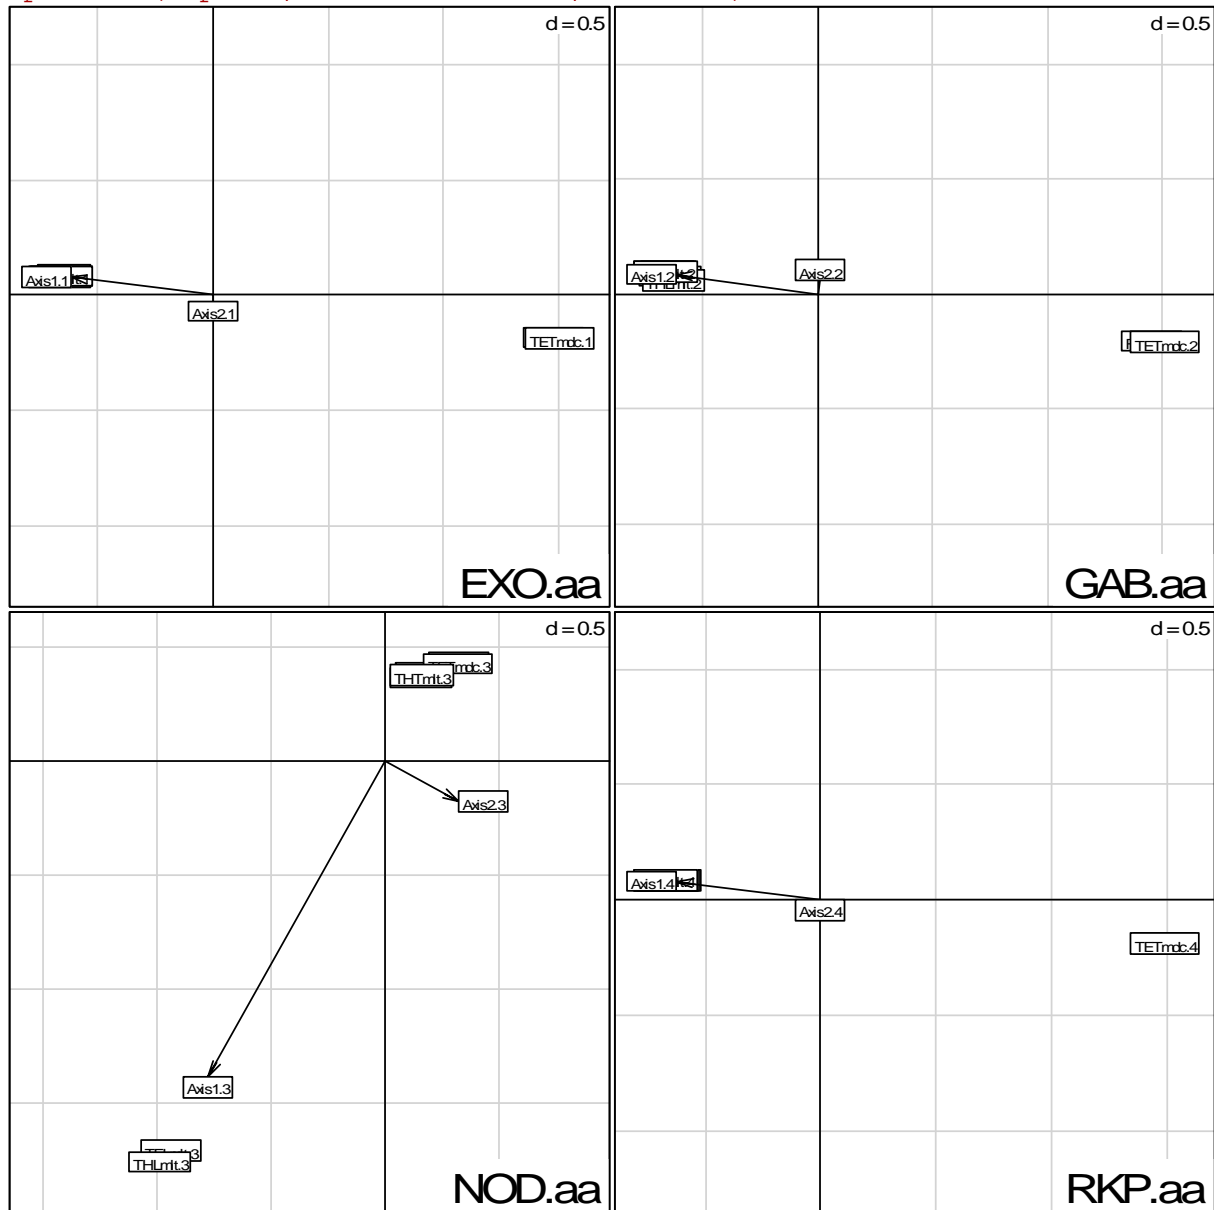 d = 0.5
Axis1.1
Axis2.1
TETmdc.1
EXO.aa
d = 0.5
Axis1.2
Axis2.2
TETmdc.2
GAB.aa
d = 0.5
TETmdc.3
THTmlt.3
Axis2.3
Axis1.3
THLmlt.3
NOD.aa
d = 0.5
Axis1.4
Axis2.4
TETmdc.4
RKP.aa